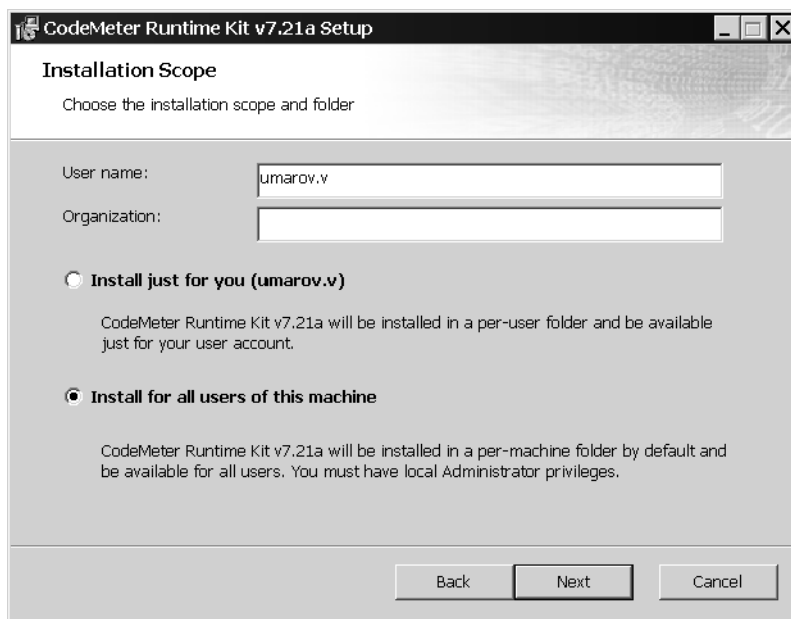 CodeMeter Runtime Kit v7.21a Setup
Installation Scope
Choose the installation scope and folder
User name:
umarov.v
Organization:
Install just for you (umarov.v)
CodeMeter Runtime Kit v7.21a will be installed in a per-user folder and be available
just for your user account.
Install for all users of this machine
CodeMeter Runtime Kit v7.21a will be installed in a per-machine folder by default and
be available for all users. You must have local Administrator privileges.
Back Next Cancel